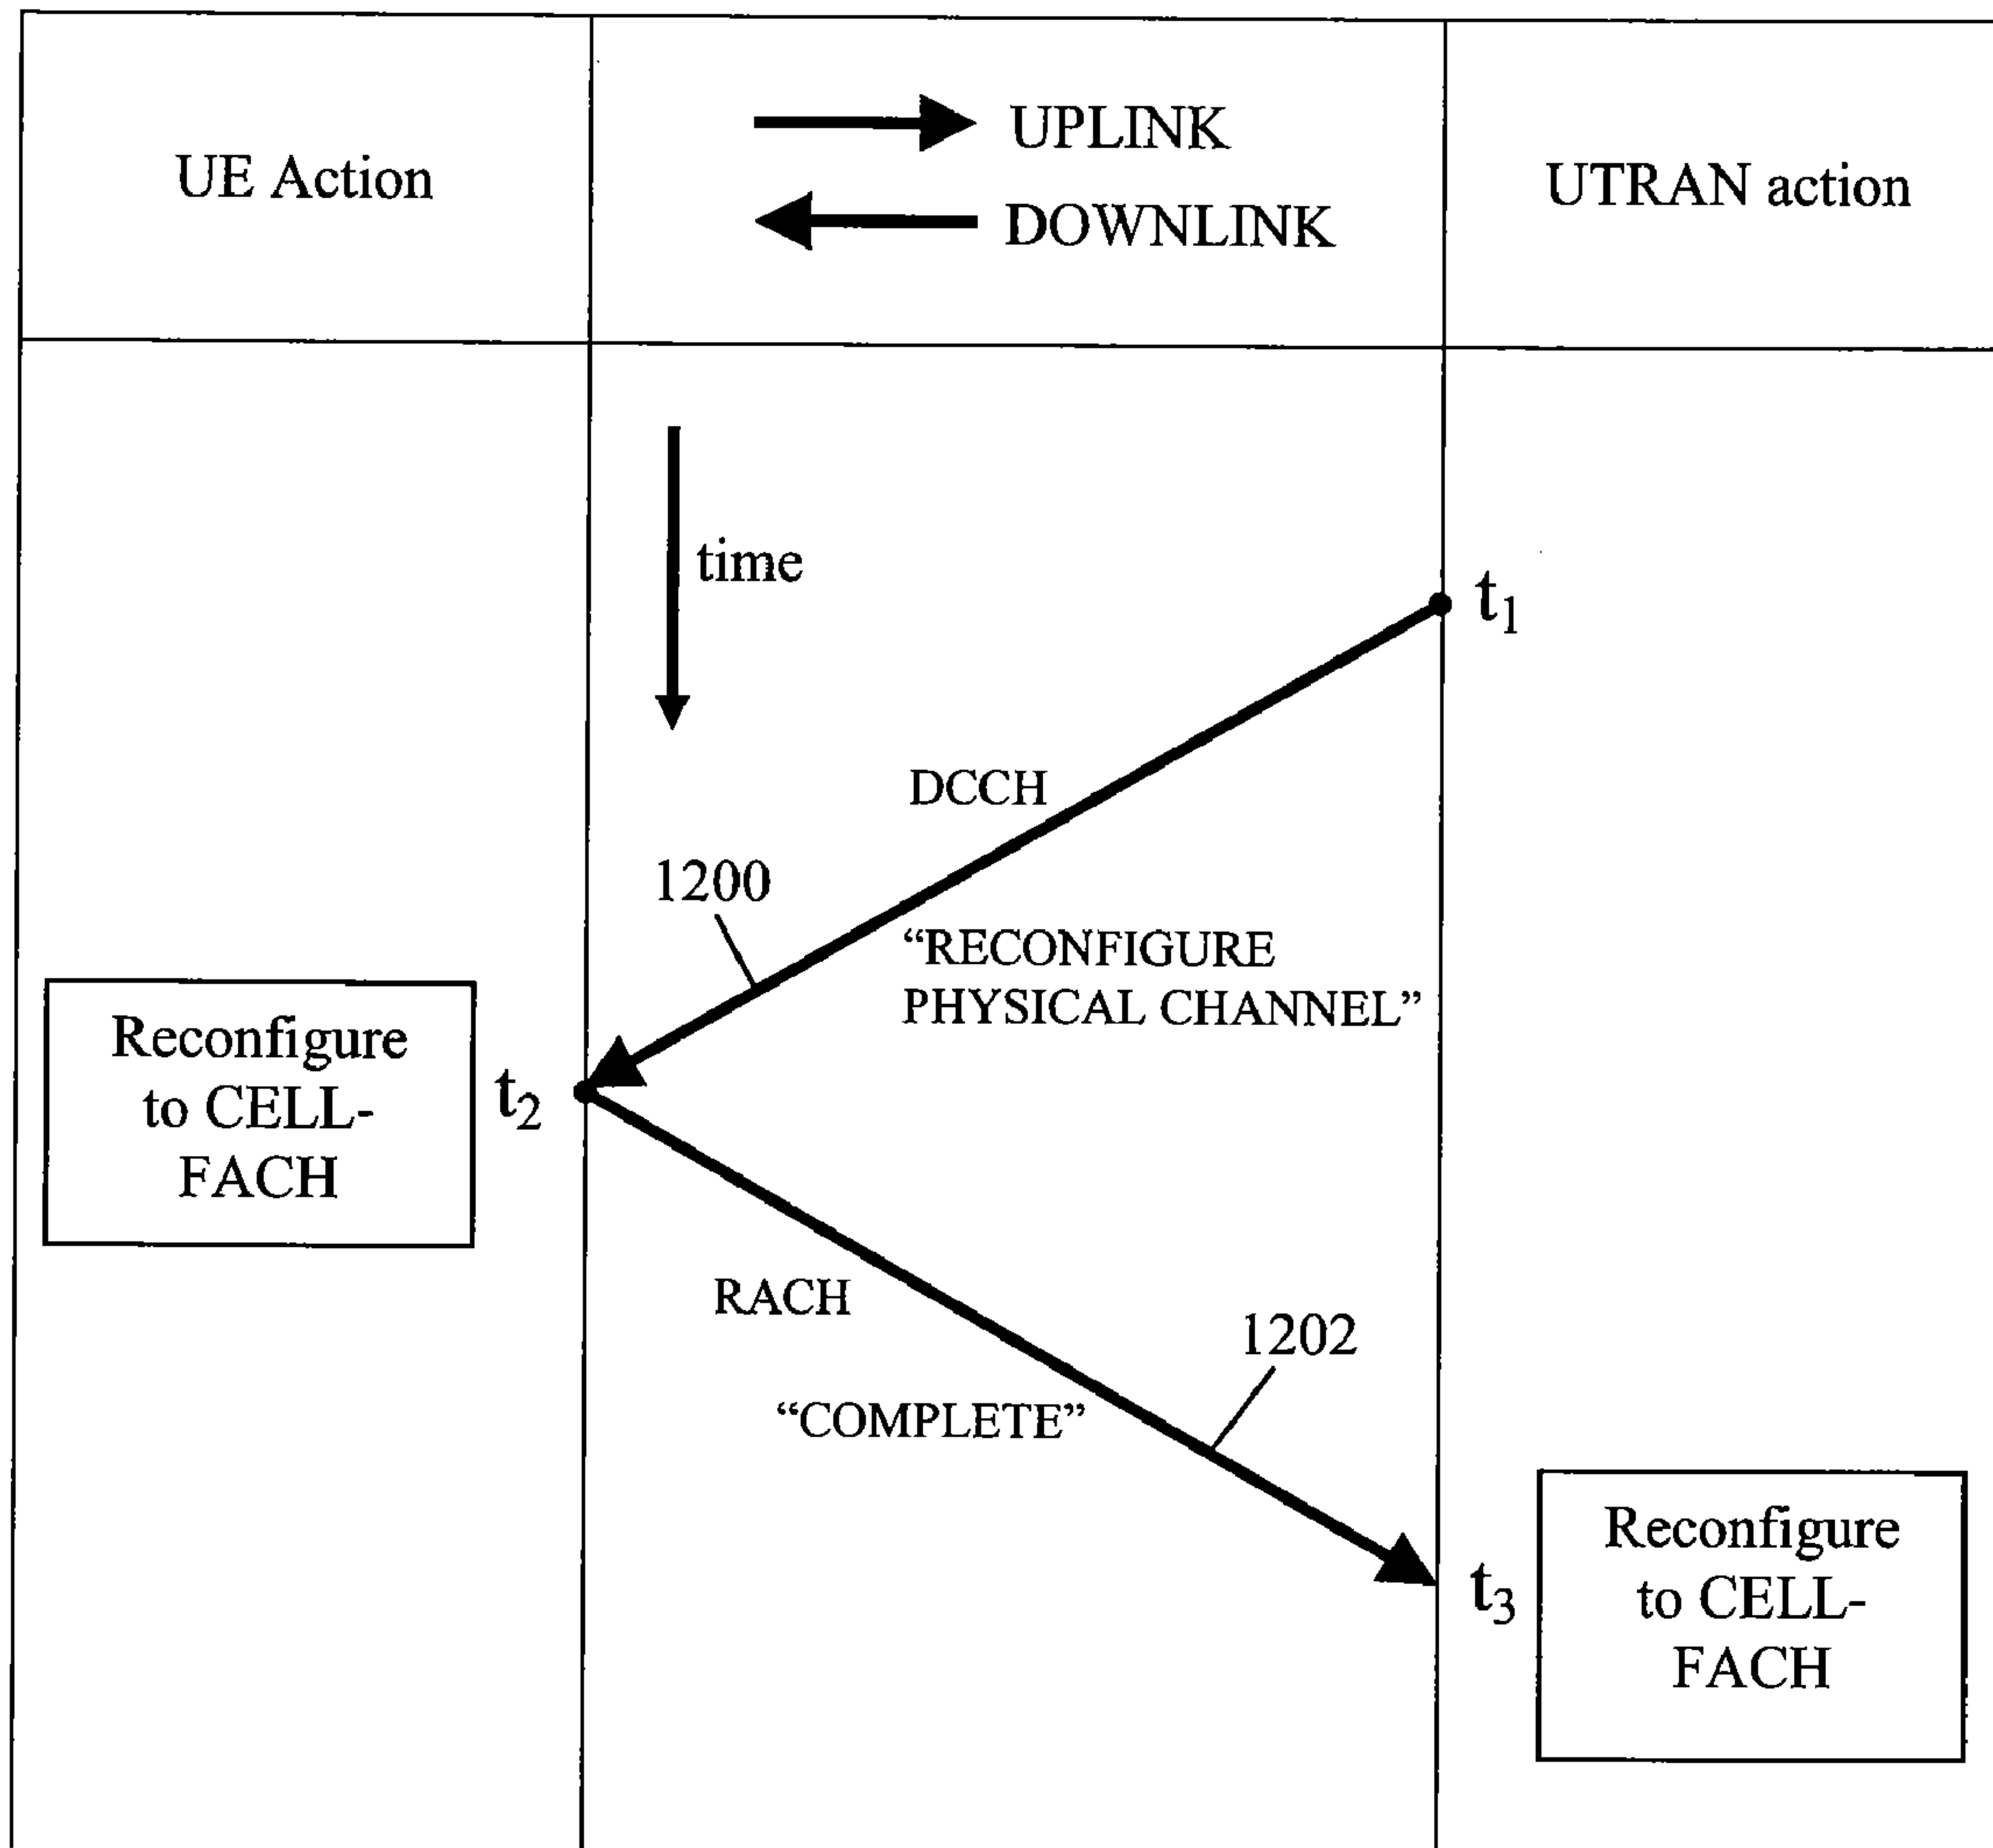 UE Action
UPLINK
DOWNLINK
UTRAN action
time
t1
DCCH
1200
“RECONFIGURE
PHYSICAL CHANNEL”
Reconfigure
to CELL-
FACH
t2
RACH
1202
“COMPLETE”
t3
Reconfigure
to CELL-
FACH